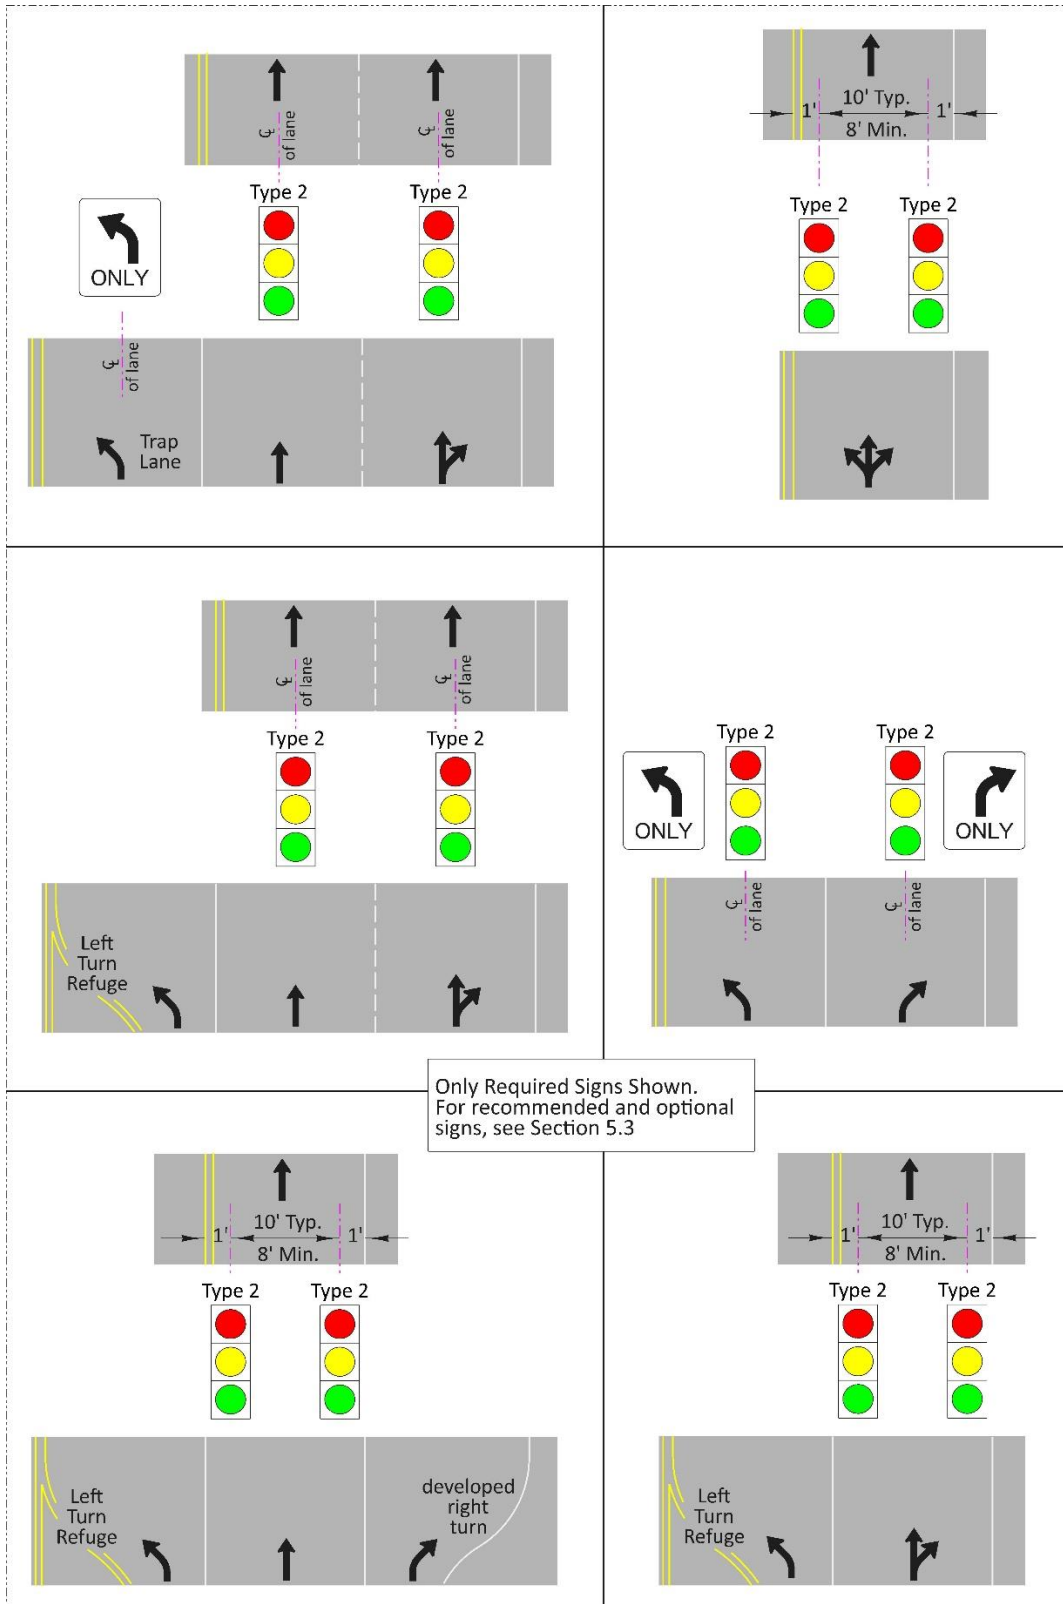 Type 2
Type 2
℄
of lane
℄
of lane
ONLY
℄
of lane
Trap
Lane
1'
10' Typ.
8' Min.
1'
Type 2
Type 2
℄
of lane
℄
of lane
Type 2
Type 2
Left
Turn
Refuge
Type 2
Type 2
ONLY
ONLY
℄
of lane
℄
of lane
Only Required Signs Shown.
For recommended and optional
signs, see Section 5.3
1'
10' Typ.
8' Min.
1'
Type 2
Type 2
Left
Turn
Refuge
developed
right
turn
1'
10' Typ.
8' Min.
1'
Type 2
Type 2
Left
Turn
Refuge